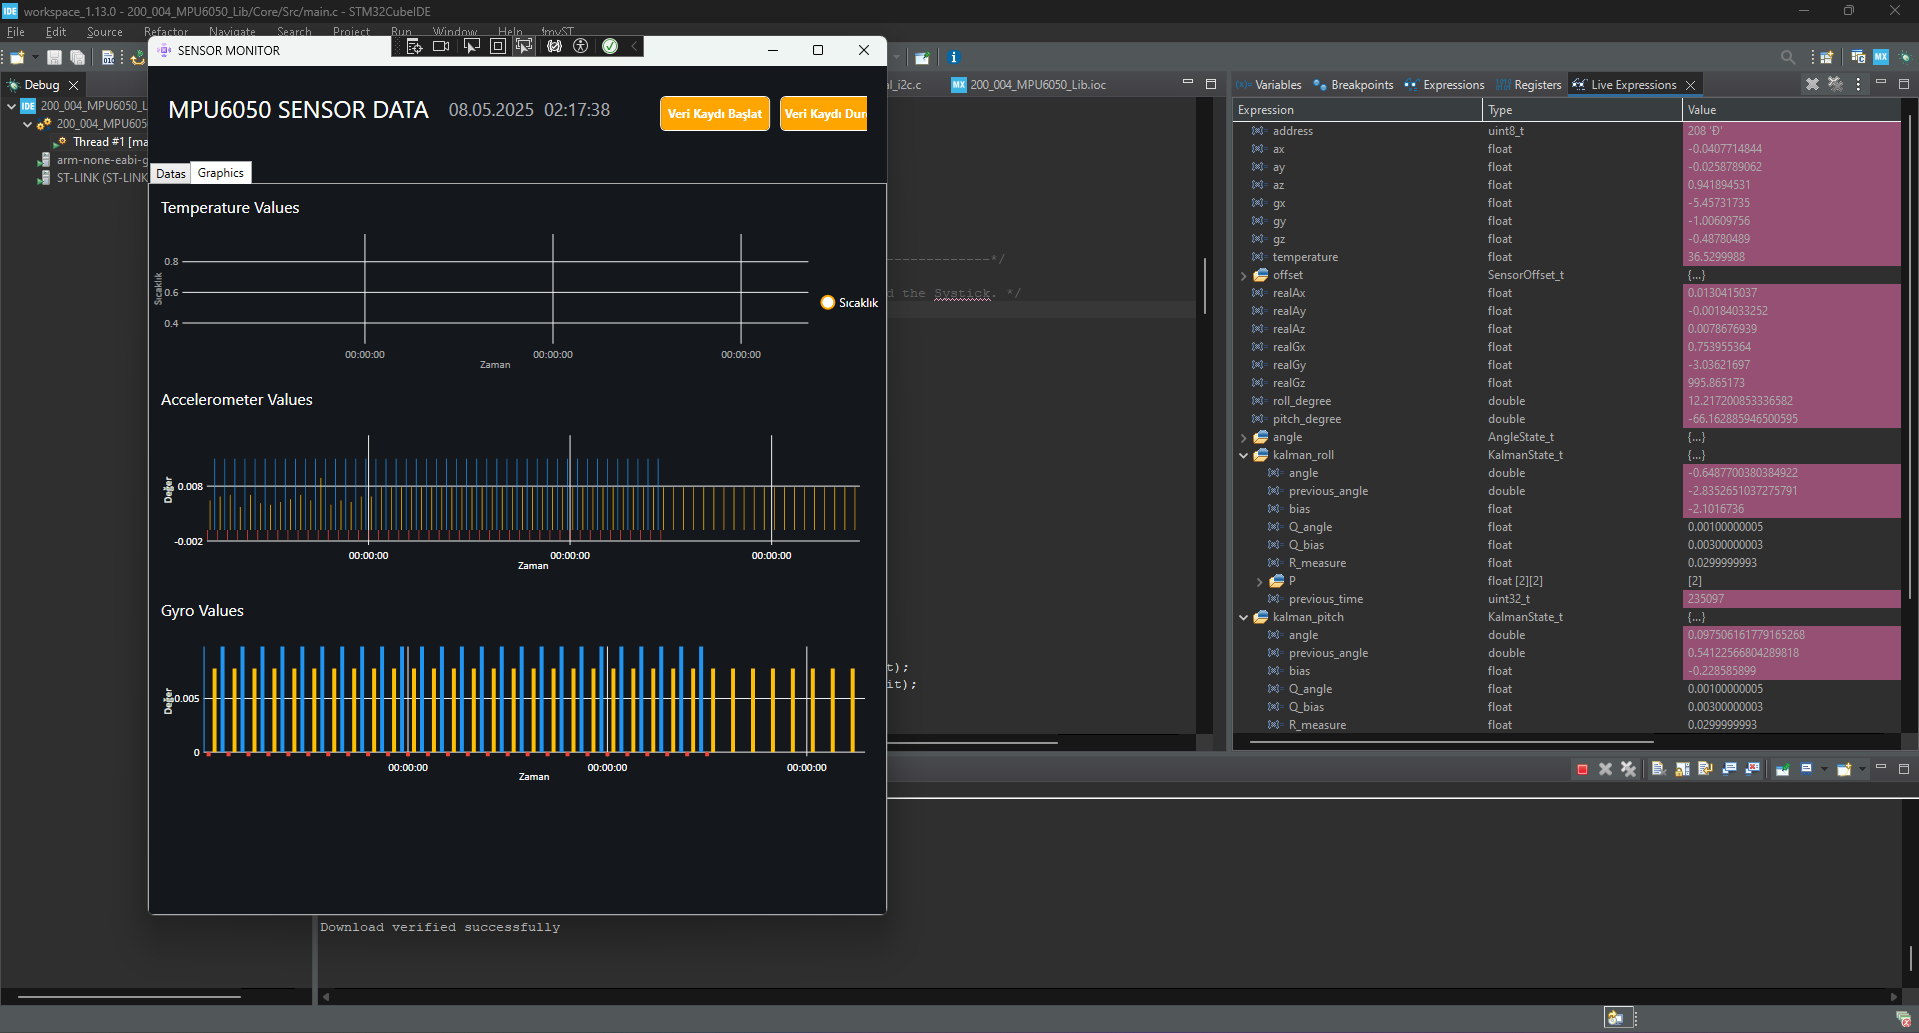 IDE workspace_1.13.0 - 200_004_MPU6050_Lib/Core/Src/main.c - STM32CubeIDE
File Edit Source Refactor Navigate Search Project Run Window Help
Debug
200_004_MPU6050_L
200_004_MPU605
Thread #1 [ma
arm-none-eabi-g
ST-LINK (ST-LINK
SENSOR MONITOR
MPU6050 SENSOR DATA 08.05.2025 02:17:38
Veri Kaydı Başlat
Veri Kaydı Dur
Datas Graphics
Temperature Values
0.8
0.6
0.4
Sıcaklık
00:00:00 00:00:00 00:00:00
Zaman
Sıcaklık
Accelerometer Values
Değer
0.008
-0.002
00:00:00 00:00:00 00:00:00
Zaman
Gyro Values
Değer
0.005
0
00:00:00 00:00:00 00:00:00
Zaman
al_i2c.c
MX 200_004_MPU6050_Lib.ioc
--------------*/
d the Systick. */
t);
it);
Variables Breakpoints Expressions Registers Live Expressions
Expression Type Value
address uint8_t 208 'Ð'
ax float -0.0407714844
ay float -0.0258789062
az float 0.941894531
gx float -5.45731735
gy float -1.00609756
gz float -0.48780489
temperature float 36.5299988
offset SensorOffset_t {...}
realAx float 0.0130415037
realAy float -0.00184033252
realAz float 0.0078676939
realGx float 0.753955364
realGy float -3.03621697
realGz float 995.865173
roll_degree double 12.217200853336582
pitch_degree double -66.162885946500595
angle AngleState_t {...}
kalman_roll KalmanState_t {...}
angle double -0.6487700380384922
previous_angle double -2.8352651037275791
bias float -2.1016736
Q_angle float 0.00100000005
Q_bias float 0.00300000003
R_measure float 0.0299999993
P float [2][2] [2]
previous_time uint32_t 235097
kalman_pitch KalmanState_t {...}
angle double 0.097506161779165268
previous_angle double 0.54122566804289818
bias float -0.228585899
Q_angle float 0.00100000005
Q_bias float 0.00300000003
R_measure float 0.0299999993
Download verified successfully